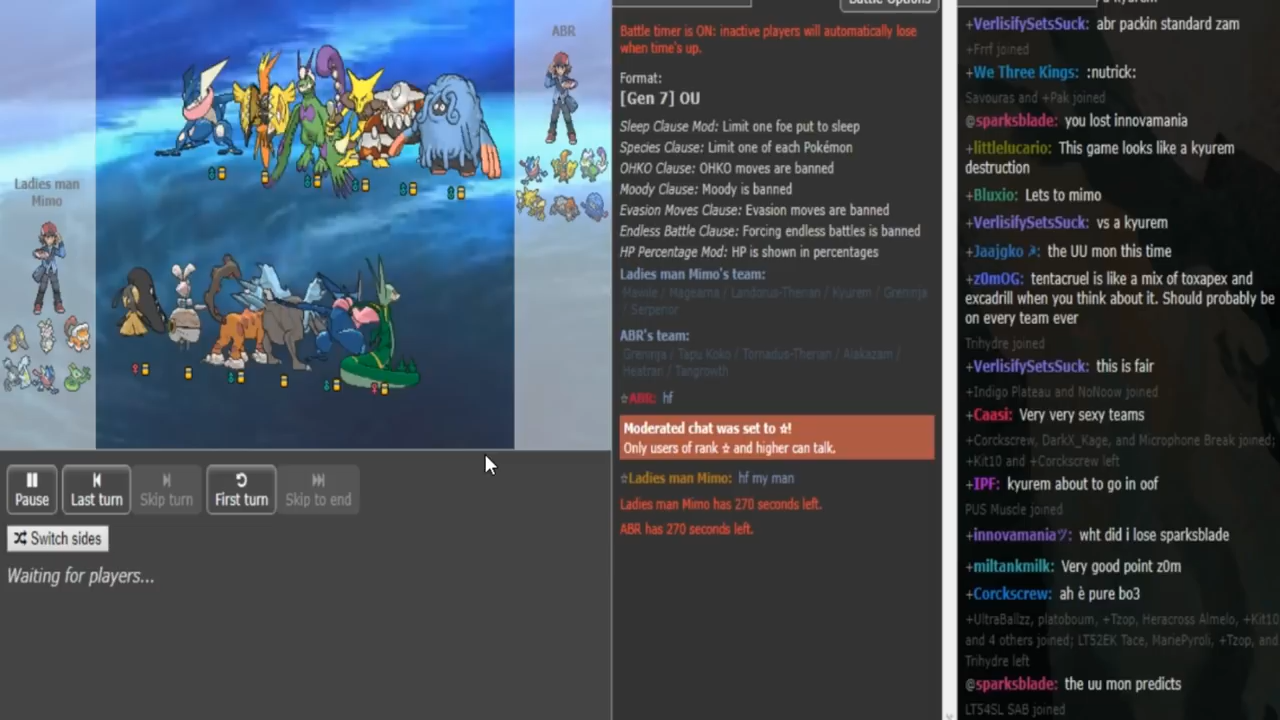 ABR
Ladies man
Mimo
Pause
Last turn
Skip turn
First turn
Skip to end
Switch sides
Waiting for players...
Battle Options
Battle timer is ON: inactive players will automatically lose
when time's up.
Format:
[Gen 7] OU
Sleep Clause Mod: Limit one foe put to sleep
Species Clause: Limit one of each Pokémon
OHKO Clause: OHKO moves are banned
Moody Clause: Moody is banned
Evasion Moves Clause: Evasion moves are banned
Endless Battle Clause: Forcing endless battles is banned
HP Percentage Mod: HP is shown in percentages
Ladies man Mimo's team:
Mawile / Magearna / Landorus-Therian / Kyurem / Greninja
/ Serperior
ABR's team:
Greninja / Tapu Koko / Tornadus-Therian / Alakazam /
Heatran / Tangrowth
☆ABR: hf
Moderated chat was set to ☆!
Only users of rank ☆ and higher can talk.
☆Ladies man Mimo: hf my man
Ladies man Mimo has 270 seconds left.
ABR has 270 seconds left.
a kyurem
+VerlisifySetsSuck: abr packin standard zam
+Frrf joined
+We Three Kings: :nutrick:
Savouras and +Pak joined
@sparksblade: you lost innovamania
+littlelucario: This game looks like a kyurem
destruction
+Bluxio: Lets to mimo
+VerlisifySetsSuck: vs a kyurem
+Jaajgko: the UU mon this time
+z0mOG: tentacruel is like a mix of toxapex and
excadrill when you think about it. Should probably be
on every team ever
Trihydre joined
+VerlisifySetsSuck: this is fair
+Indigo Plateau and NoNoow joined
+Caasi: Very very sexy teams
+Corckscrew, DarkX_Kage, and Microphone Break joined;
+Kit10 and +Corckscrew left
+IPF: kyurem about to go in oof
PUS Muscle joined
+innovamaniaツ: wht did i lose sparksblade
+miltankmilk: Very good point z0m
+Corckscrew: ah è pure bo3
+UltraBallzz, platoboum, +Tzop, Heracross Almelo, +Kit10
and 4 others joined; LT52EK Tace, MariePyroli, +Tzop, and
Trihydre left
@sparksblade: the uu mon predicts
LT54SL SAB joined